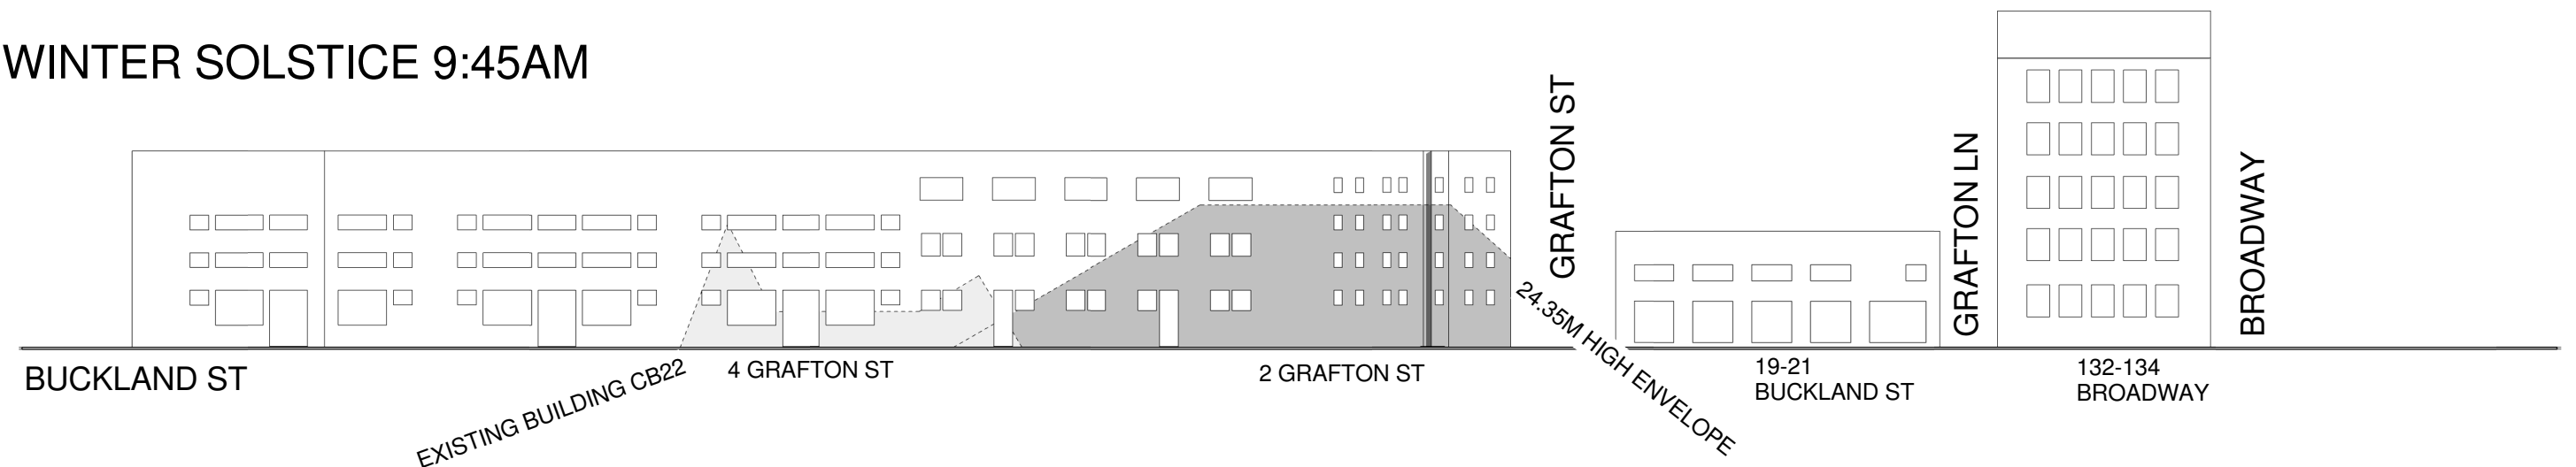 WINTER SOLSTICE 9:45AM
GRAFTON ST
GRAFTON LN
BROADWAY
BUCKLAND ST
EXISTING BUILDING CB22
4 GRAFTON ST
2 GRAFTON ST
24.35M HIGH ENVELOPE
19-21
BUCKLAND ST
132-134
BROADWAY